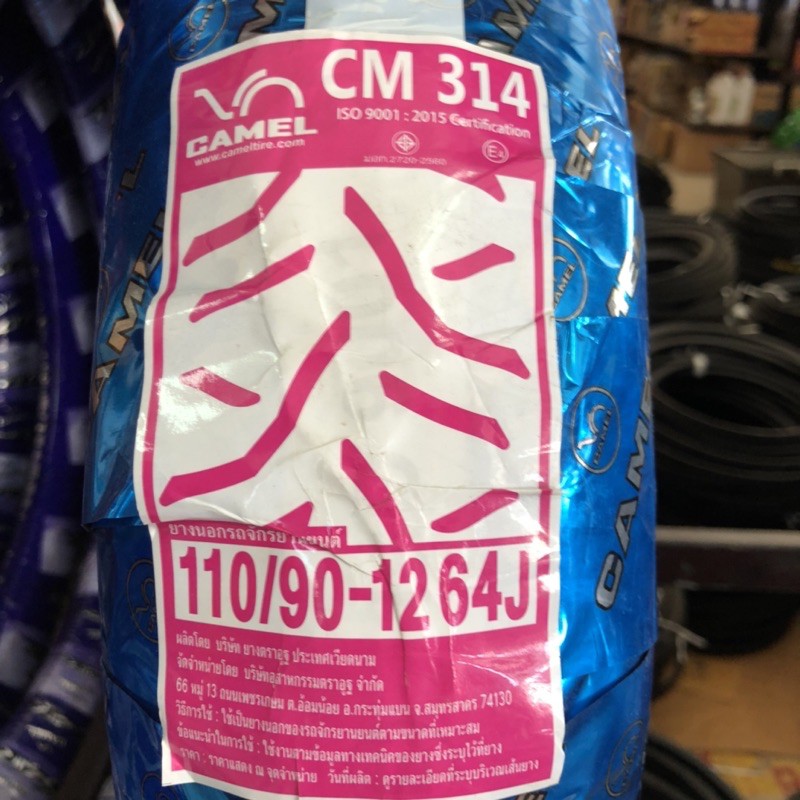 CM 314
ISO 9001 : 2015 Certification
CAMEL
www.cameltire.com
มอก.2720-2560
E4
ยางนอกรถจักรยานยนต์
110/90-12 64J
ผลิตโดย บริษัท ยางตราอูฐ ประเทศเวียดนาม
จัดจำหน่ายโดย บริษัทอุสาหกรรมตราอูฐ จำกัด
66 หมู่ 13 ถนนเพชรเกษม ต.อ้อมน้อย อ.กระทุ่มแบน จ.สมุทรสาคร 74130
วิธีการใช้ : ใช้เป็นยางนอกของรถจักรยานยนต์ตามขนาดที่เหมาะสม
ข้อแนะนำในการใช้ : ใช้งานตามข้อมูลทางเทคนิคของยางซึ่งระบุไว้ที่ยาง
ราคา : ราคาแสดง ณ จุดจำหน่าย วันที่ผลิต : ดูรายละเอียดที่ระบุบริเวณเส้นยาง
CAMEL
CAMEL